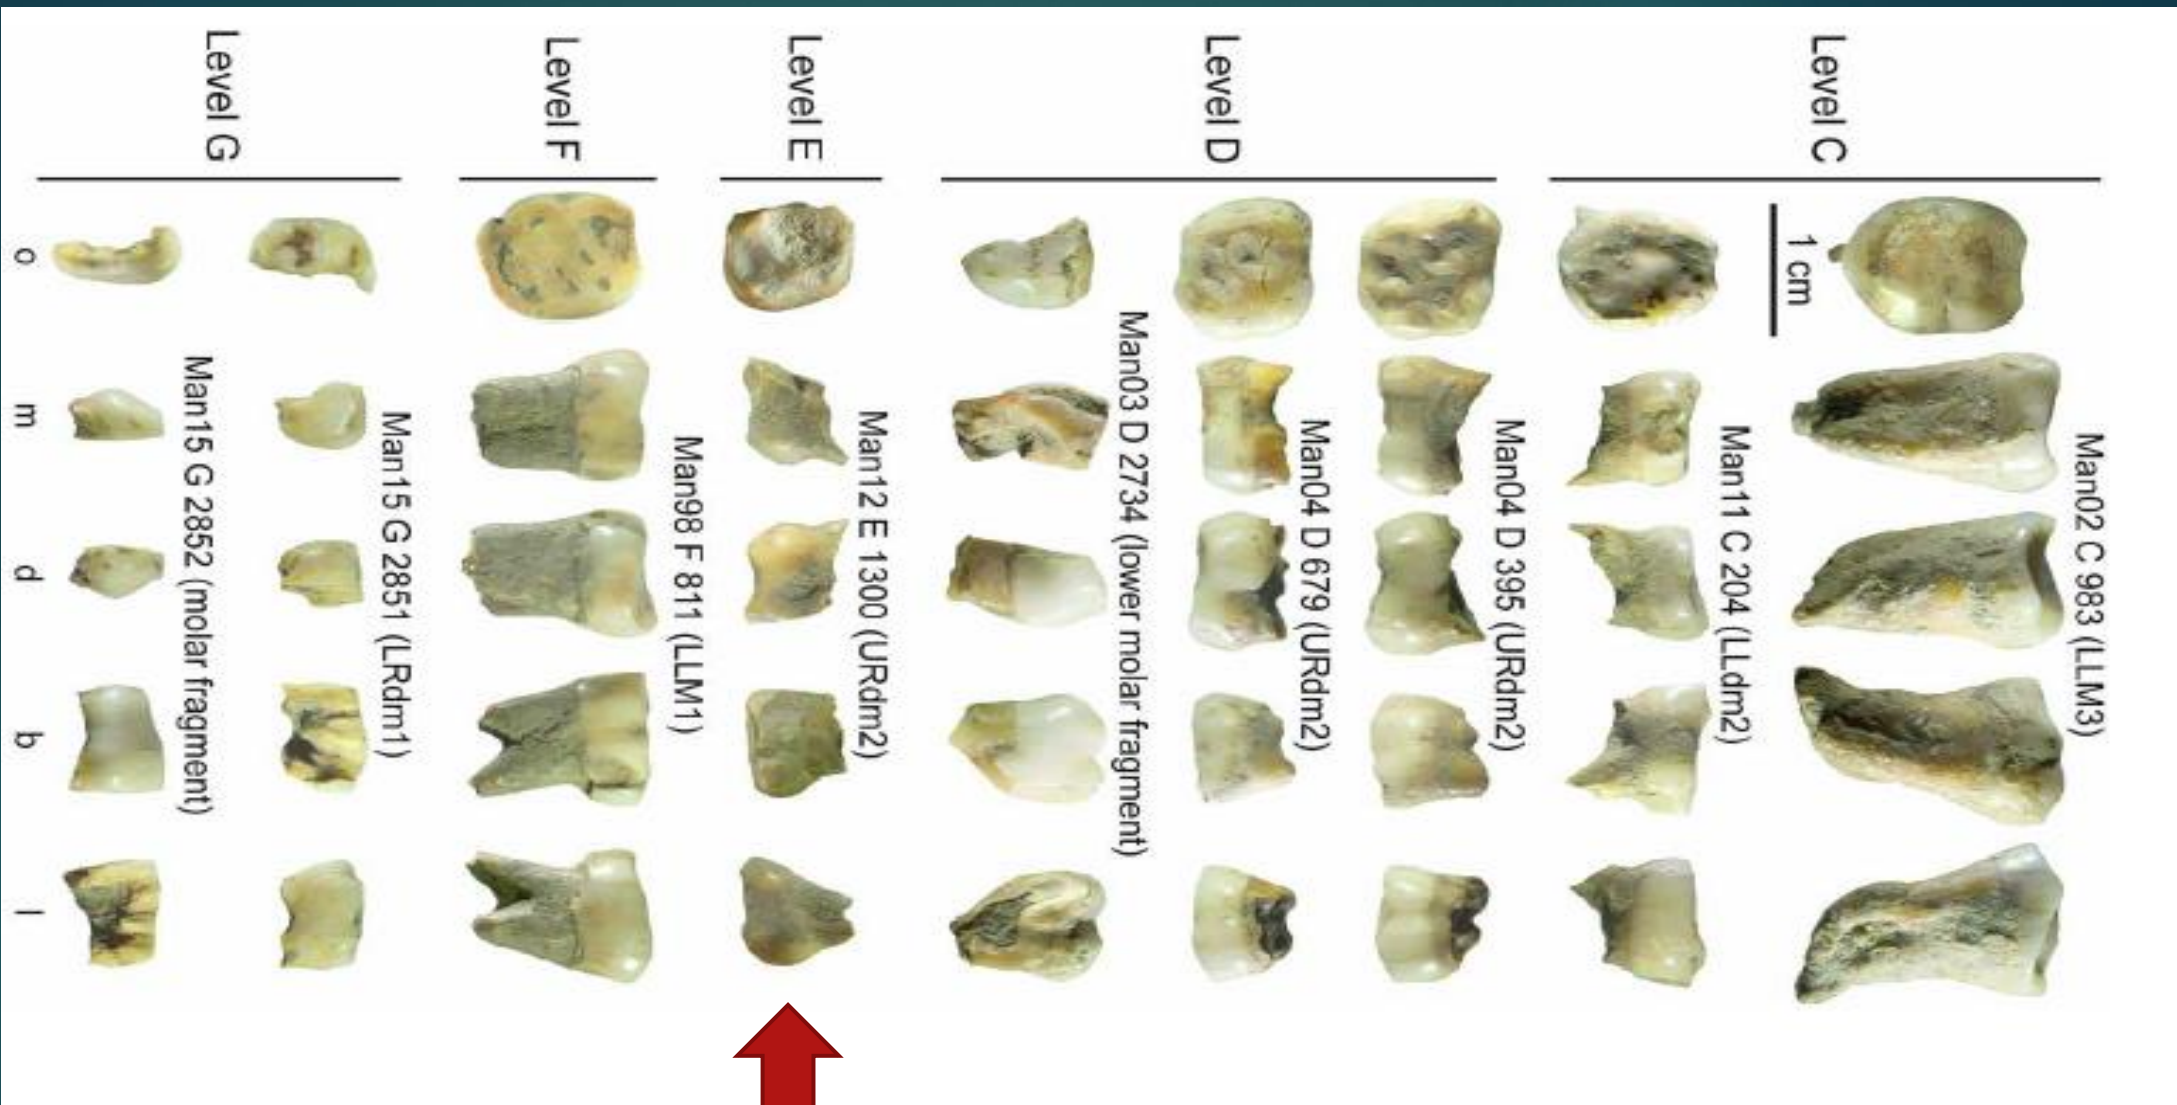 Level C
1 cm
Man02 C 983 (LLM3)
Man11 C 204 (LLdm2)
Level D
Man04 D 395 (URdm2)
Man04 D 679 (URdm2)
Man03 D 2734 (lower molar fragment)
Level E
Man12 E 1300 (URdm2)
Level F
Man98 F 811 (LLM1)
Level G
Man15 G 2851 (LRdm1)
Man15 G 2852 (molar fragment)
o m d b l